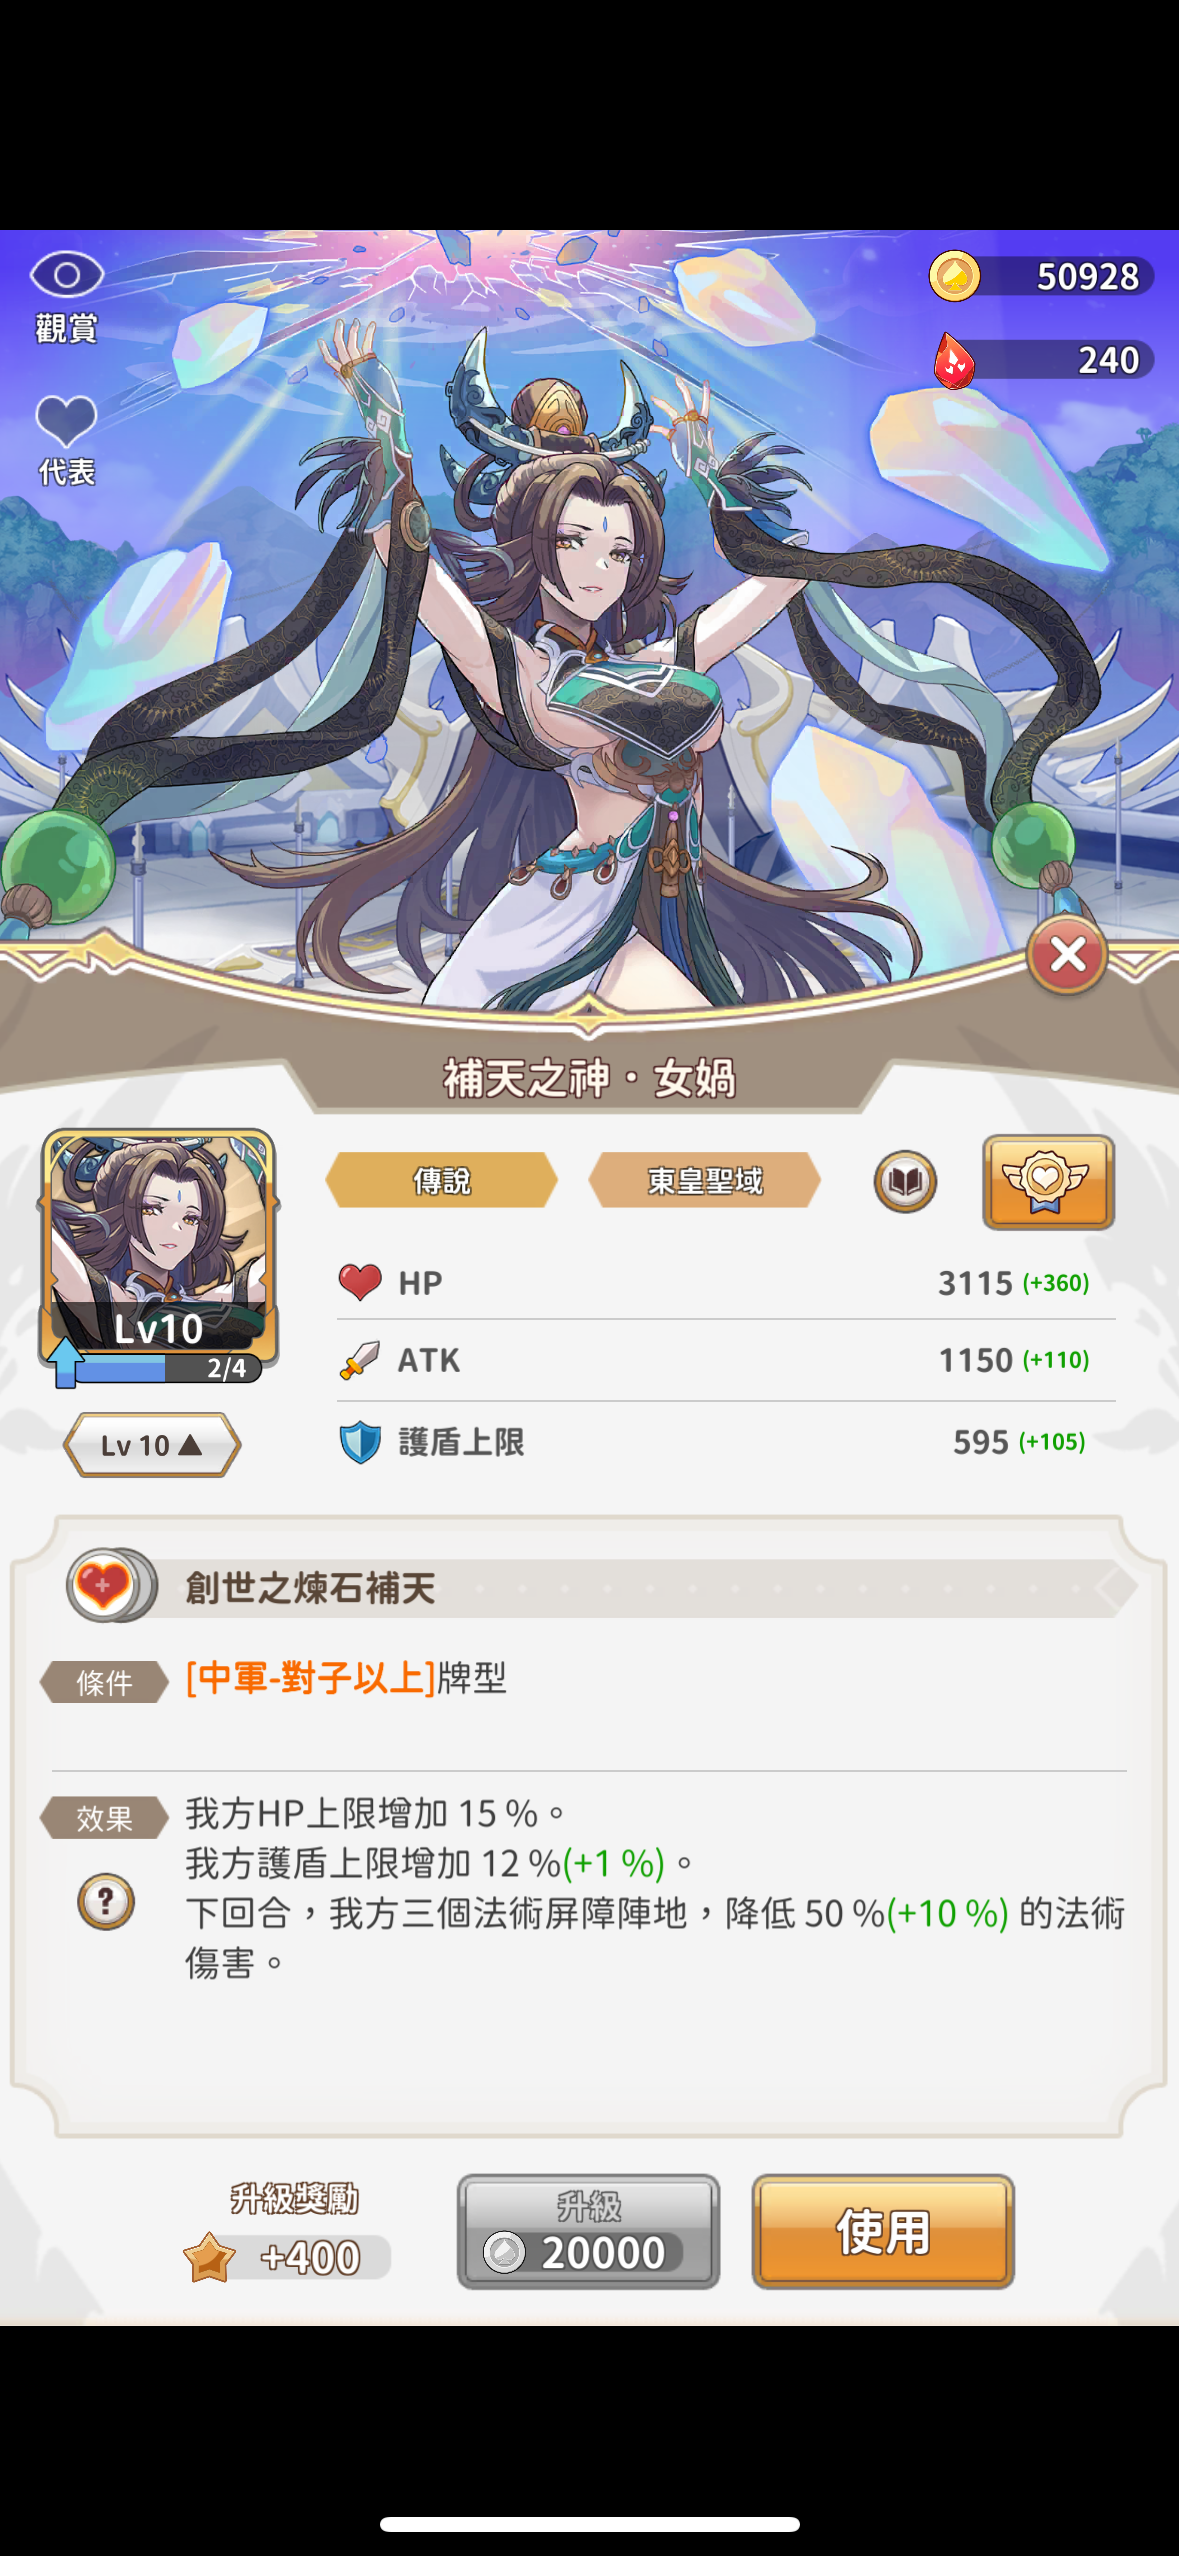 觀賞
50928
240
代表
補天之神·女媧
傳說
東皇聖域
HP
3115 (+360)
Lv10
2/4
ATK
1150 (+110)
Lv 10 ▲
護盾上限
595 (+105)
創世之煉石補天
條件
[中軍-對子以上]牌型
效果
我方HP上限增加 15 %。
我方護盾上限增加 12 %(+1 %)。
?
下回合,我方三個法術屏障陣地,降低 50 %(+10 %) 的法術
傷害。
升級獎勵
+400
升級
20000
使用